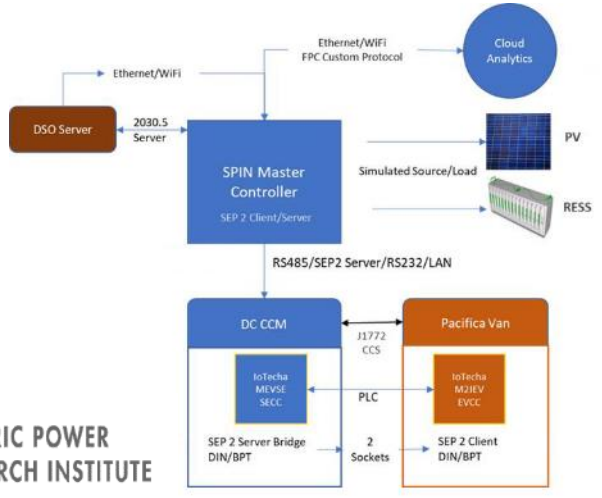 Ethernet/WiFi
FPC Custom Protocol
Cloud
Analytics
Ethernet/WiFi
DSO Server
2030.5
Server
SPIN Master
Controller
SEP 2 Client/Server
Simulated Source/Load
PV
RESS
RS485/SEP2 Server/RS232/LAN
DC CCM
J1772
CCS
Pacifica Van
IoTecha
MEVSE
SECC
PLC
IoTecha
M2JEV
EVCC
SEP 2 Server Bridge
DIN/BPT
2
Sockets
SEP 2 Client
DIN/BPT
RIC POWER
RCH INSTITUTE